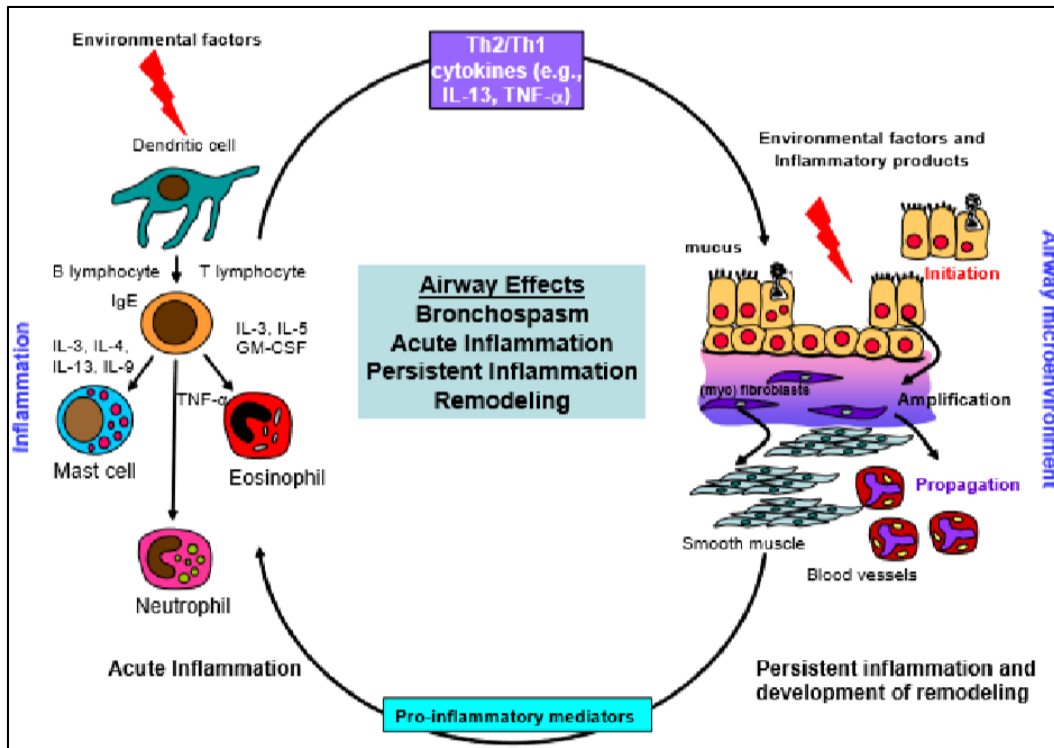 Environmental factors
Dendritic cell
B lymphocyte
T lymphocyte
IgE
IL-3, IL-4,
IL-13, IL-9
IL-3, IL-5
GM-CSF
TNF-α
Mast cell
Eosinophil
Neutrophil
Inflammation
Acute Inflammation
Th2/Th1
cytokines (e.g.,
IL-13, TNF-α)
Airway Effects
Bronchospasm
Acute Inflammation
Persistent Inflammation
Remodeling
Pro-inflammatory mediators
Environmental factors and
Inflammatory products
mucus
Initiation
(myo) fibroblasts
Amplification
Propagation
Smooth muscle
Blood vessels
Airway microenvironment
Persistent inflammation and
development of remodeling